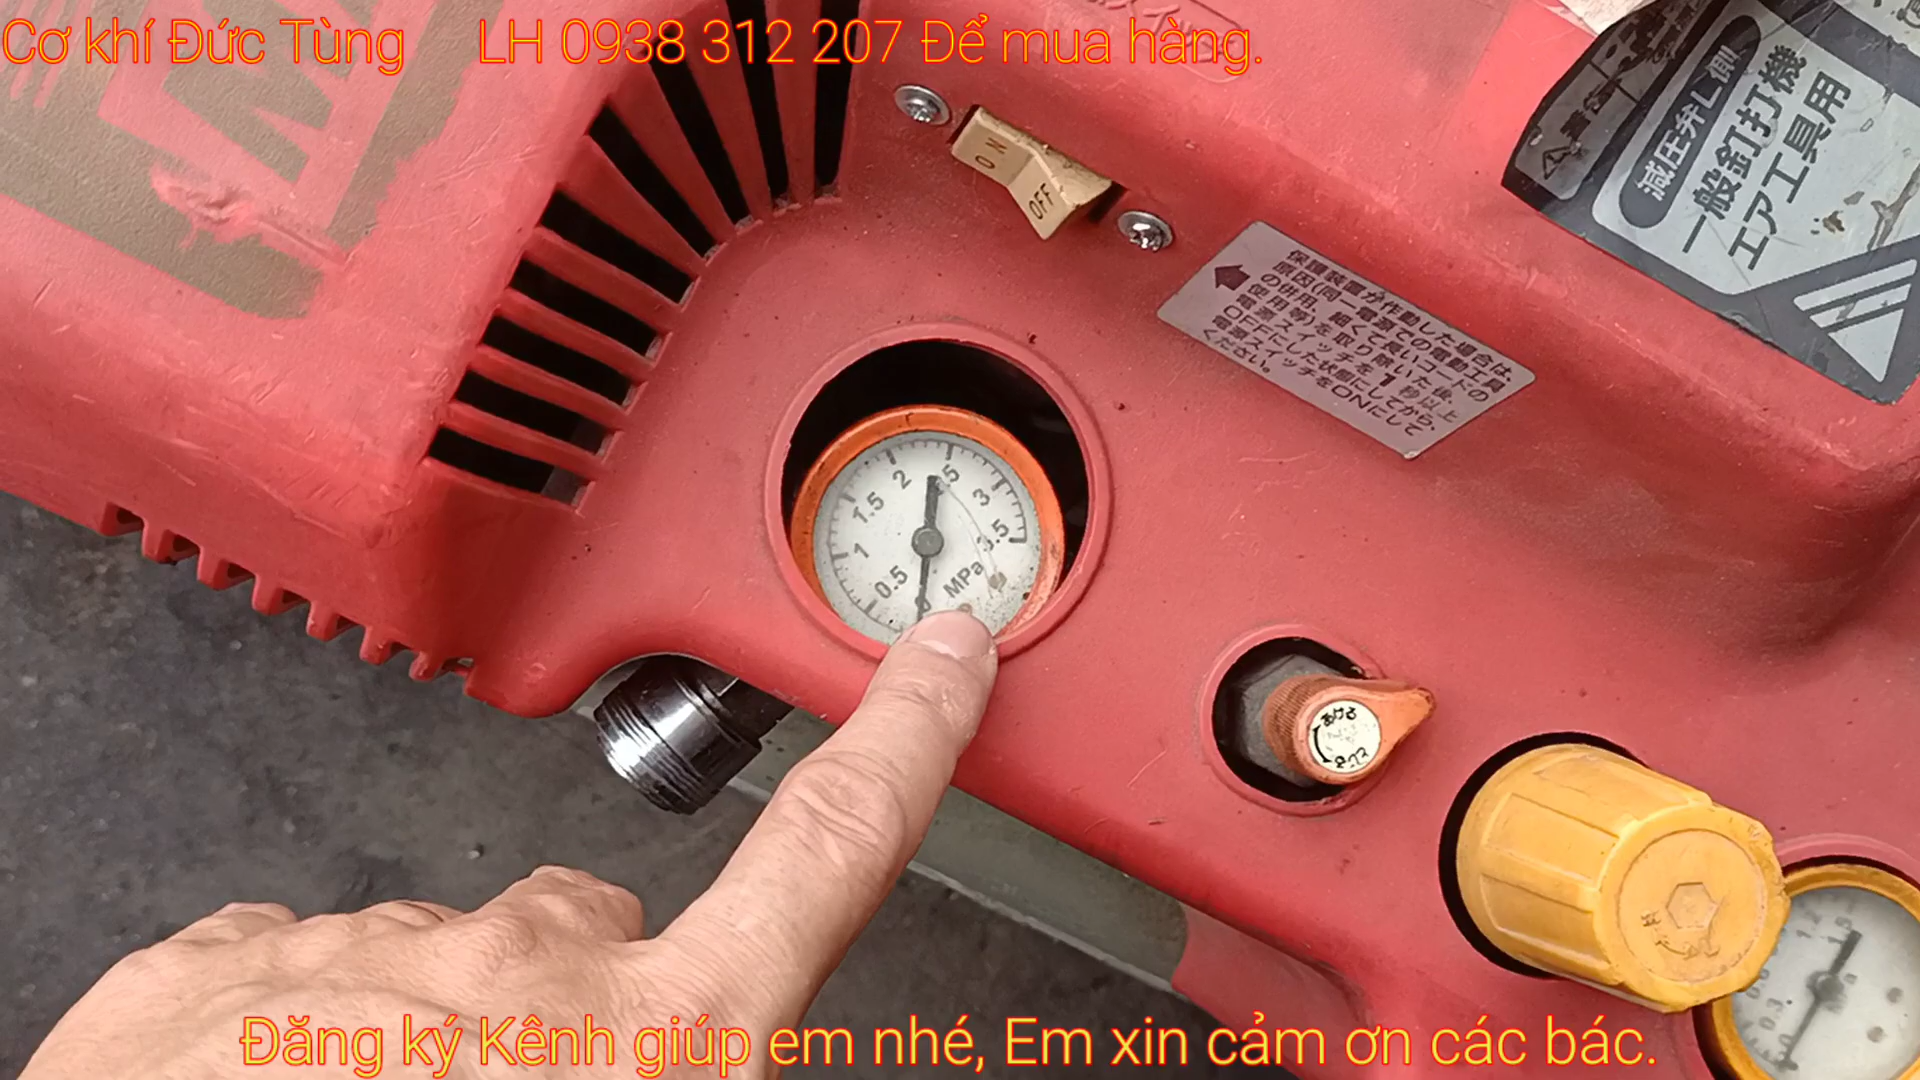 Cơ khí Đức Tùng LH 0938 312 207 Để mua hàng.
ON
OFF
減圧弁L側
一般釘打機
エア工具用
保護装置が作動した場合は、
原因(同一電源での電動工具
の併用、細くて長いコードの
使用等)を取り除いた後、
電源スイッチを1秒以上
OFFにした状態にしてから、
電源スイッチをONにして
ください。
0
0.5
1
1.5
2
3
MPa
あける
Đăng ký Kênh giúp em nhé, Em xin cảm ơn các bác.